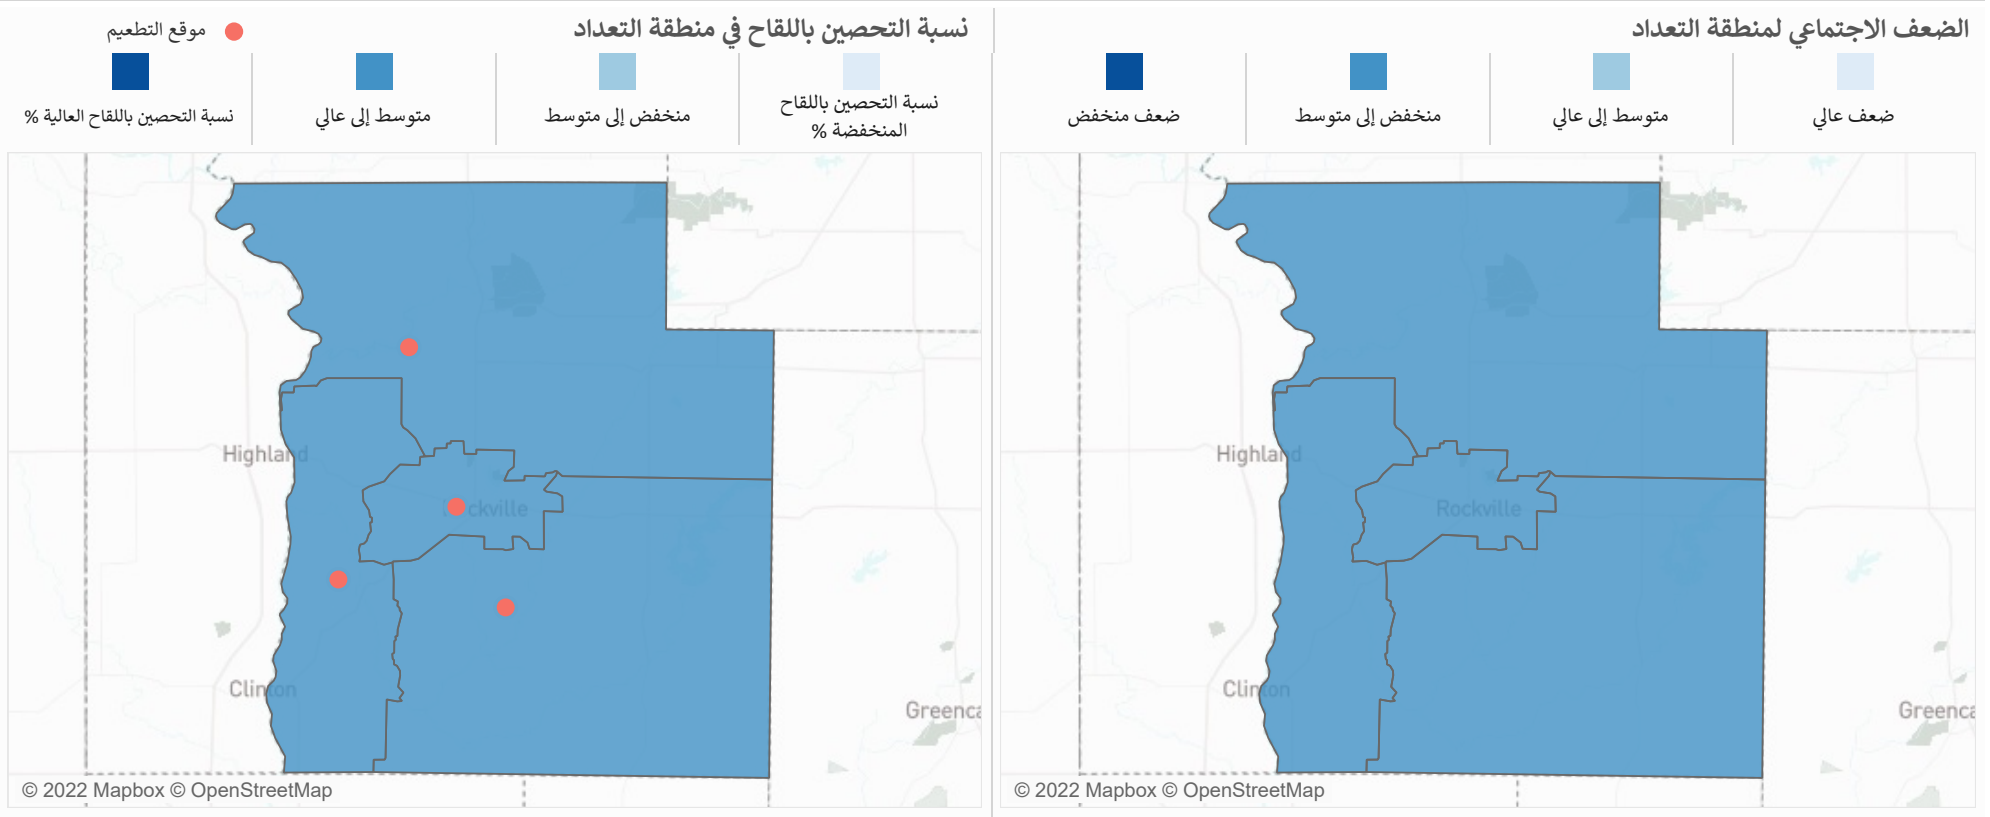 الضعف الاجتماعي لمنطقة التعداد
ضعف عالي
متوسط إلى عالي
منخفض إلى متوسط
ضعف منخفض
Highland
Rockville
Clinton
Greenca
© 2022 Mapbox © OpenStreetMap
نسبة التحصين باللقاح في منطقة التعداد
موقع التطعيم
نسبة التحصين باللقاح
المنخفضة %
منخفض إلى متوسط
متوسط إلى عالي
نسبة التحصين باللقاح العالية %
Highland
ckville
Clinton
Greenca
© 2022 Mapbox © OpenStreetMap